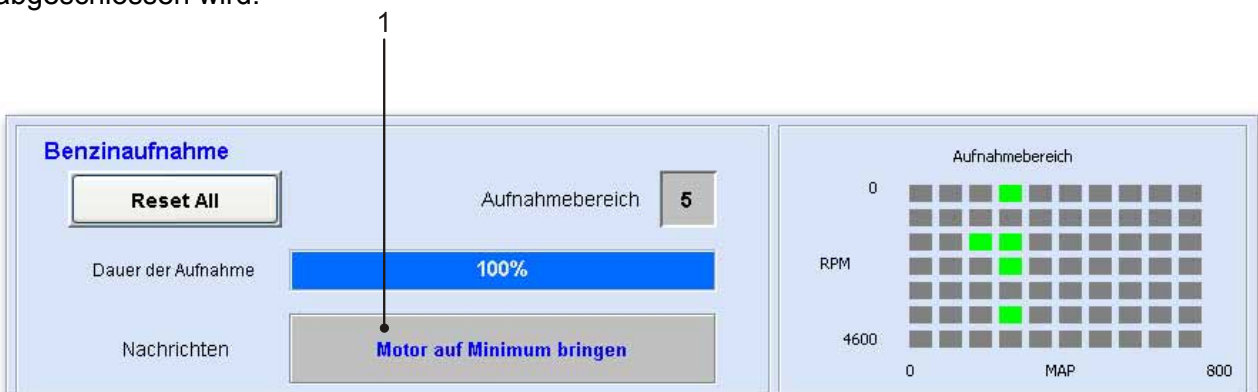 abgeschlossen wird.
1
Benzinaufnahme
Reset All
Aufnahmebereich 5
Dauer der Aufnahme 100%
Nachrichten Motor auf Minimum bringen
Aufnahmebereich
0
RPM
4600
0 MAP 800